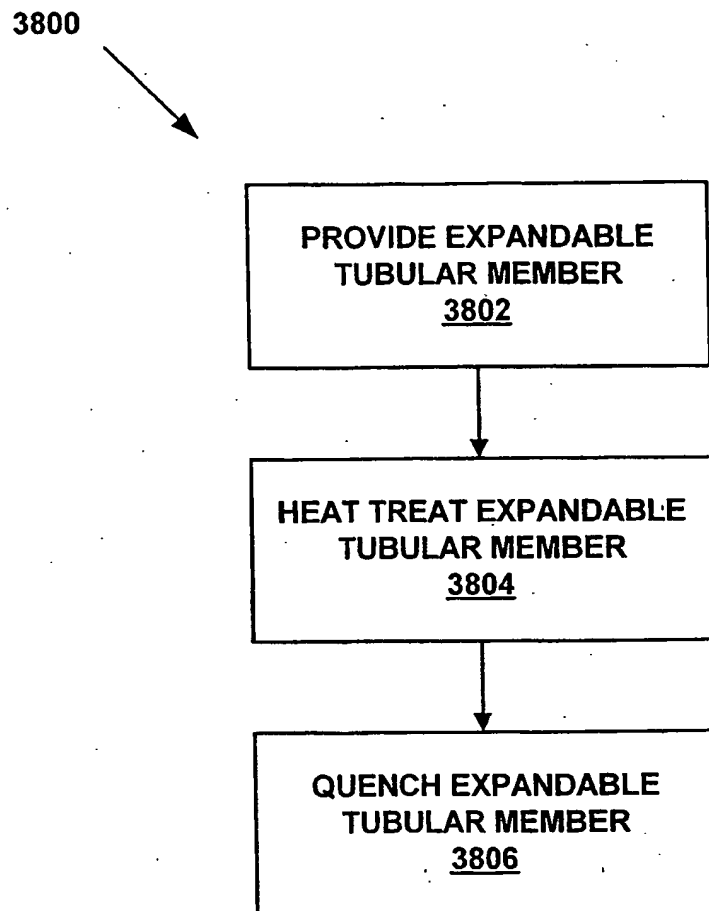 3800
PROVIDE EXPANDABLE
TUBULAR MEMBER
3802
HEAT TREAT EXPANDABLE
TUBULAR MEMBER
3804
QUENCH EXPANDABLE
TUBULAR MEMBER
3806